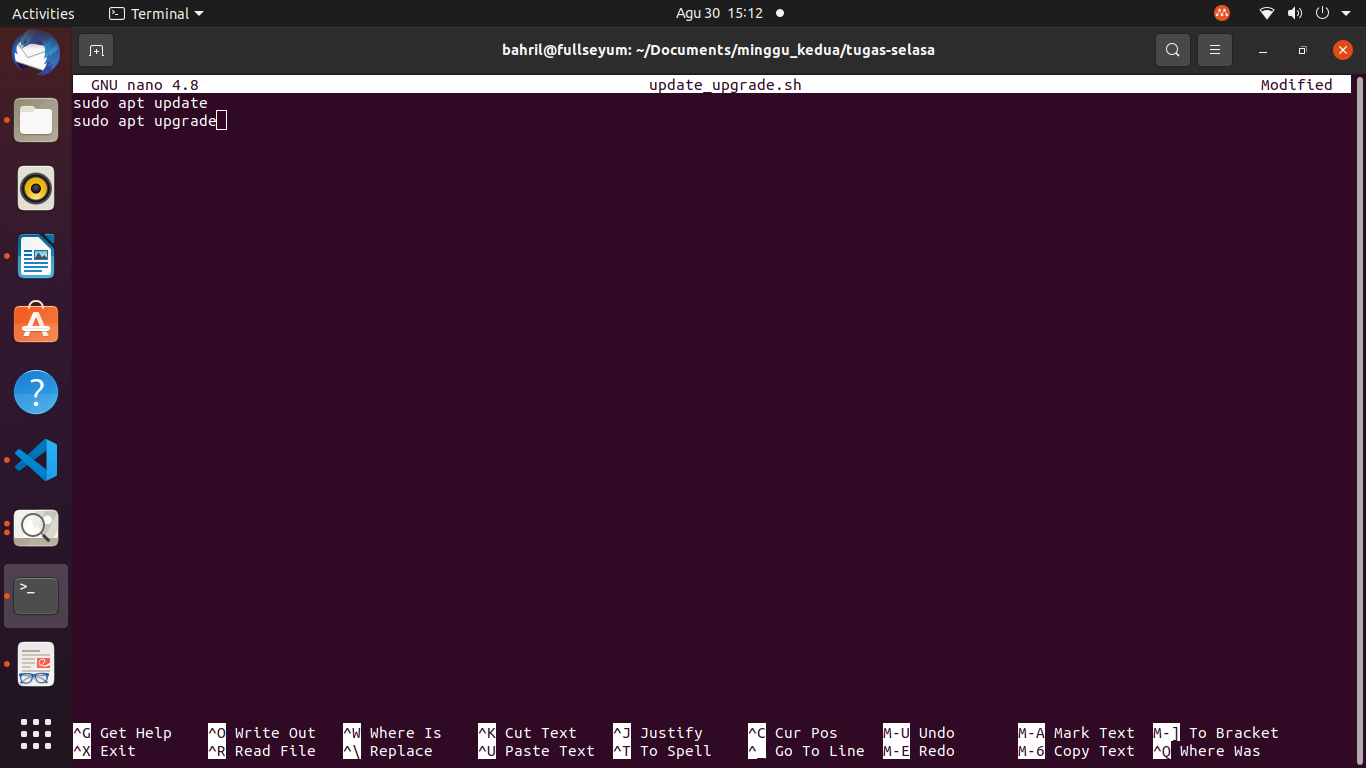 Activities Terminal Agu 30 15:12
bahril@fullseyum: ~/Documents/minggu_kedua/tugas-selasa
GNU nano 4.8 update_upgrade.sh Modified
sudo apt update
sudo apt upgrade
^G Get Help ^O Write Out ^W Where Is ^K Cut Text ^J Justify ^C Cur Pos M-U Undo M-A Mark Text M-] To Bracket
^X Exit ^R Read File ^\ Replace ^U Paste Text ^T To Spell ^_ Go To Line M-E Redo M-6 Copy Text ^Q Where Was